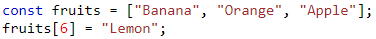 const fruits = ["Banana", "Orange", "Apple"];
fruits[6] = "Lemon";